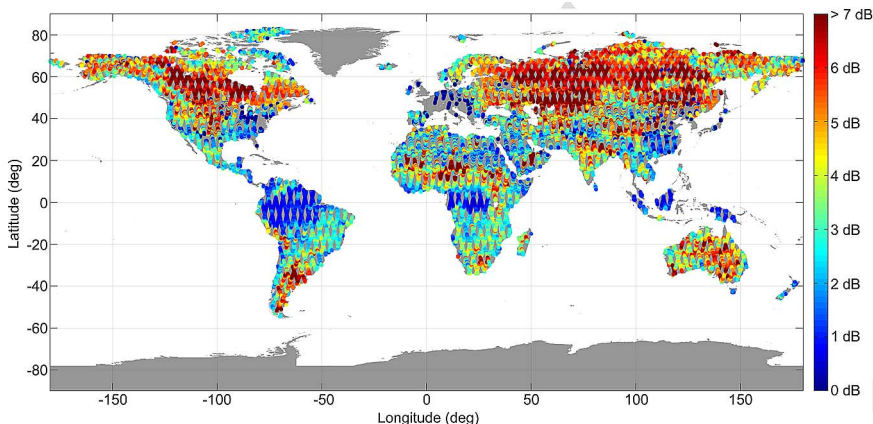 80
60
40
20
0
-20
-40
-60
-80
Latitude (deg)
-150
-100
-50
0
50
100
150
Longitude (deg)
> 7 dB
6 dB
5 dB
4 dB
3 dB
2 dB
1 dB
0 dB